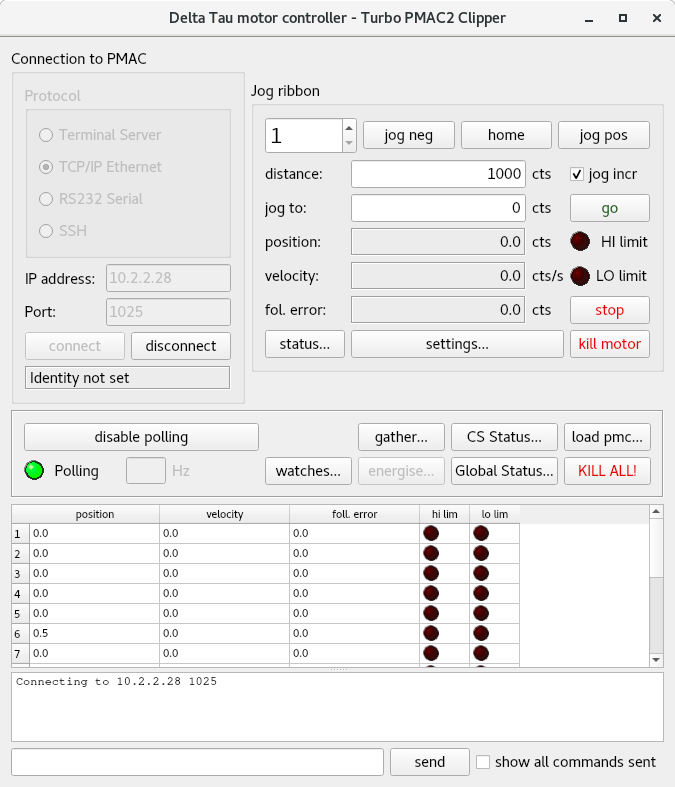 Delta Tau motor controller - Turbo PMAC2 Clipper
Connection to PMAC
Protocol
Terminal Server
TCP/IP Ethernet
RS232 Serial
SSH
IP address: 10.2.2.28
Port: 1025
connect disconnect
Identity not set
Jog ribbon
1 jog neg home jog pos
distance: 1000 cts jog incr
jog to: 0 cts go
position: 0.0 cts HI limit
velocity: 0.0 cts/s LO limit
fol. error: 0.0 cts stop
status... settings... kill motor
disable polling gather... CS Status... load pmc...
Polling Hz watches... energise... Global Status... KILL ALL!
position velocity foll. error hi lim lo lim
1 0.0 0.0 0.0
2 0.0 0.0 0.0
3 0.0 0.0 0.0
4 0.0 0.0 0.0
5 0.0 0.0 0.0
6 0.5 0.0 0.0
7 0.0 0.0 0.0
Connecting to 10.2.2.28 1025
send show all commands sent